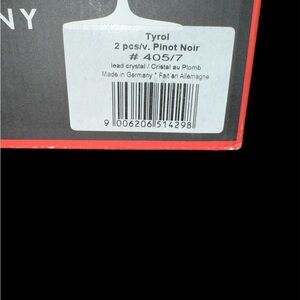 NY
Tyrol
2 pcs/v. Pinot Noir
# 405/7
lead crystal / Cristal au Plomb
Made in Germany * Fait en Allemagne
9 006206 514298